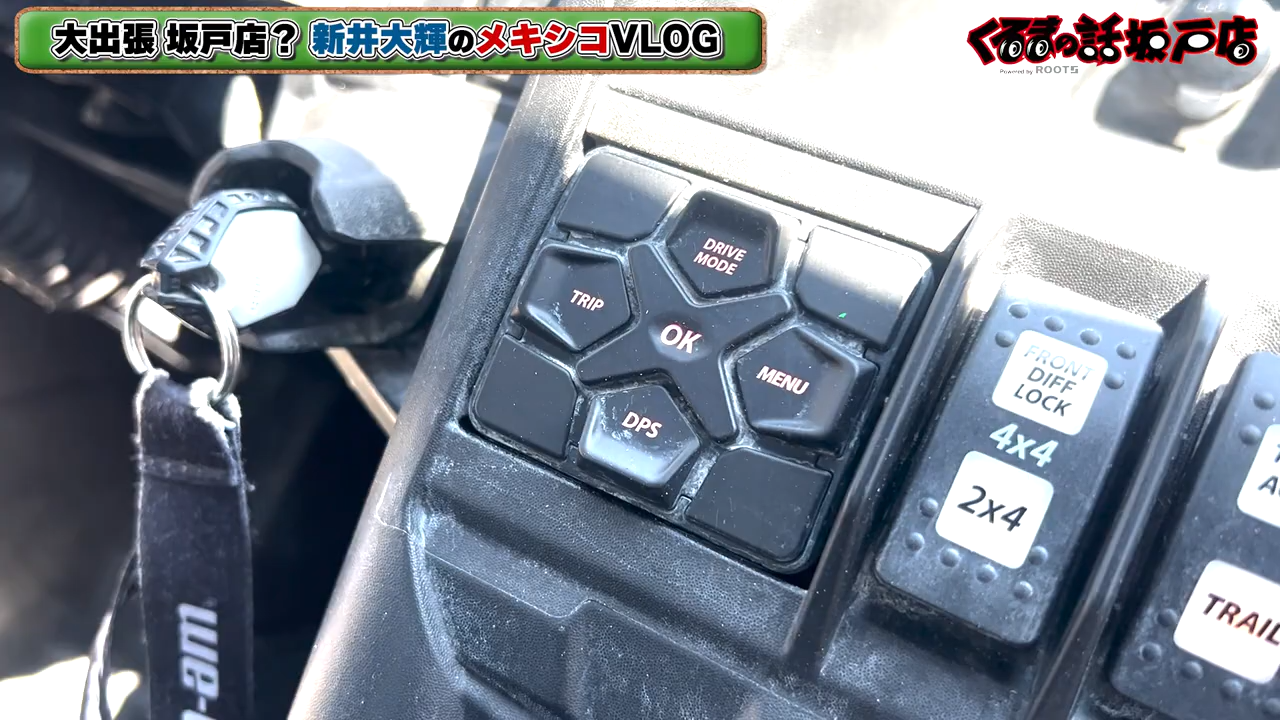 大出張 坂戸店？ 新井大輝のメキシコVLOG
くるまの話坂戸店
Powered by ROOTS
DRIVE
MODE
TRIP
OK
MENU
DPS
FRONT
DIFF
LOCK
4x4
2x4
TRAIL
-am